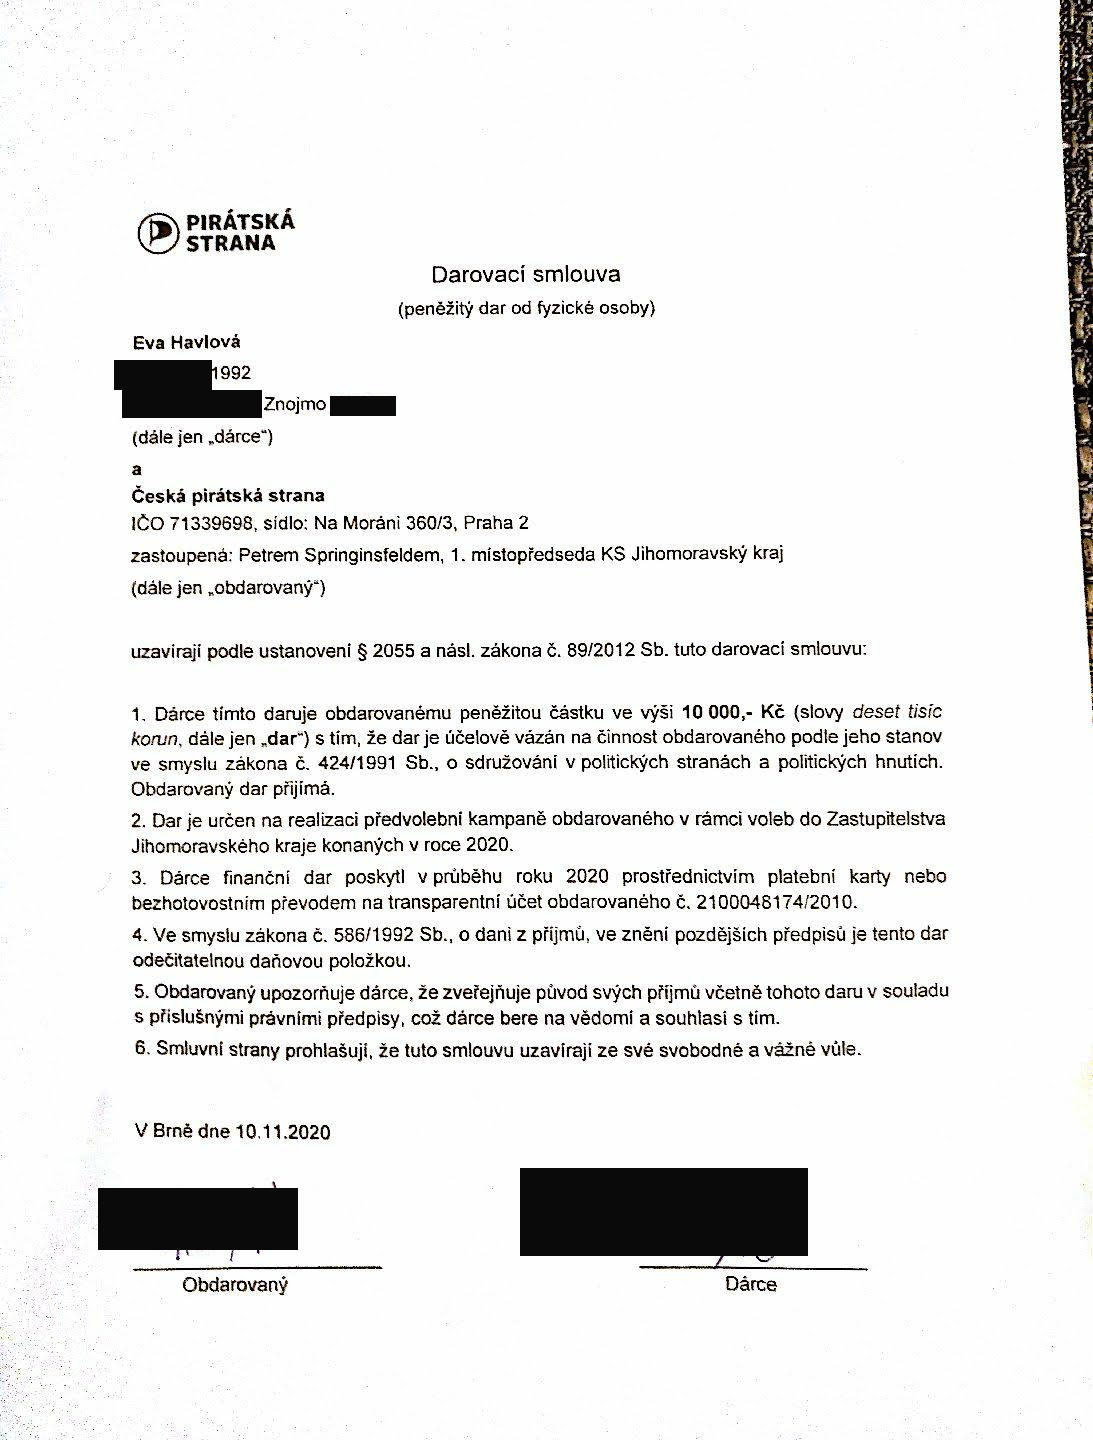 PIRÁTSKÁ
STRANA
Darovací smlouva
(peněžitý dar od fyzické osoby)
Eva Havlová
1992
Znojmo
(dále jen „dárce“)
a
Česká pirátská strana
IČO 71339698, sídlo: Na Moráni 360/3, Praha 2
zastoupená: Petrem Springinsfeldem, 1. místopředseda KS Jihomoravský kraj
(dále jen „obdarovaný“)
uzavírají podle ustanovení § 2055 a násl. zákona č. 89/2012 Sb. tuto darovací smlouvu:
1. Dárce tímto daruje obdarovanému peněžitou částku ve výši 10 000,- Kč (slovy deset tisíc
korun, dále jen „dar“) s tím, že dar je účelově vázán na činnost obdarovaného podle jeho stanov
ve smyslu zákona č. 424/1991 Sb., o sdružování v politických stranách a politických hnutích.
Obdarovaný dar přijímá.
2. Dar je určen na realizaci předvolební kampaně obdarovaného v rámci voleb do Zastupitelstva
Jihomoravského kraje konaných v roce 2020.
3. Dárce finanční dar poskytl v průběhu roku 2020 prostřednictvím platební karty nebo
bezhotovostním převodem na transparentní účet obdarovaného č. 2100048174/2010.
4. Ve smyslu zákona č. 586/1992 Sb., o dani z příjmů, ve znění pozdějších předpisů je tento dar
odečitatelnou daňovou položkou.
5. Obdarovaný upozorňuje dárce, že zveřejňuje původ svých příjmů včetně tohoto daru v souladu
s příslušnými právními předpisy, což dárce bere na vědomí a souhlasí s tím.
6. Smluvní strany prohlašují, že tuto smlouvu uzavírají ze své svobodné a vážné vůle.
V Brně dne 10.11.2020
Obdarovaný
Dárce